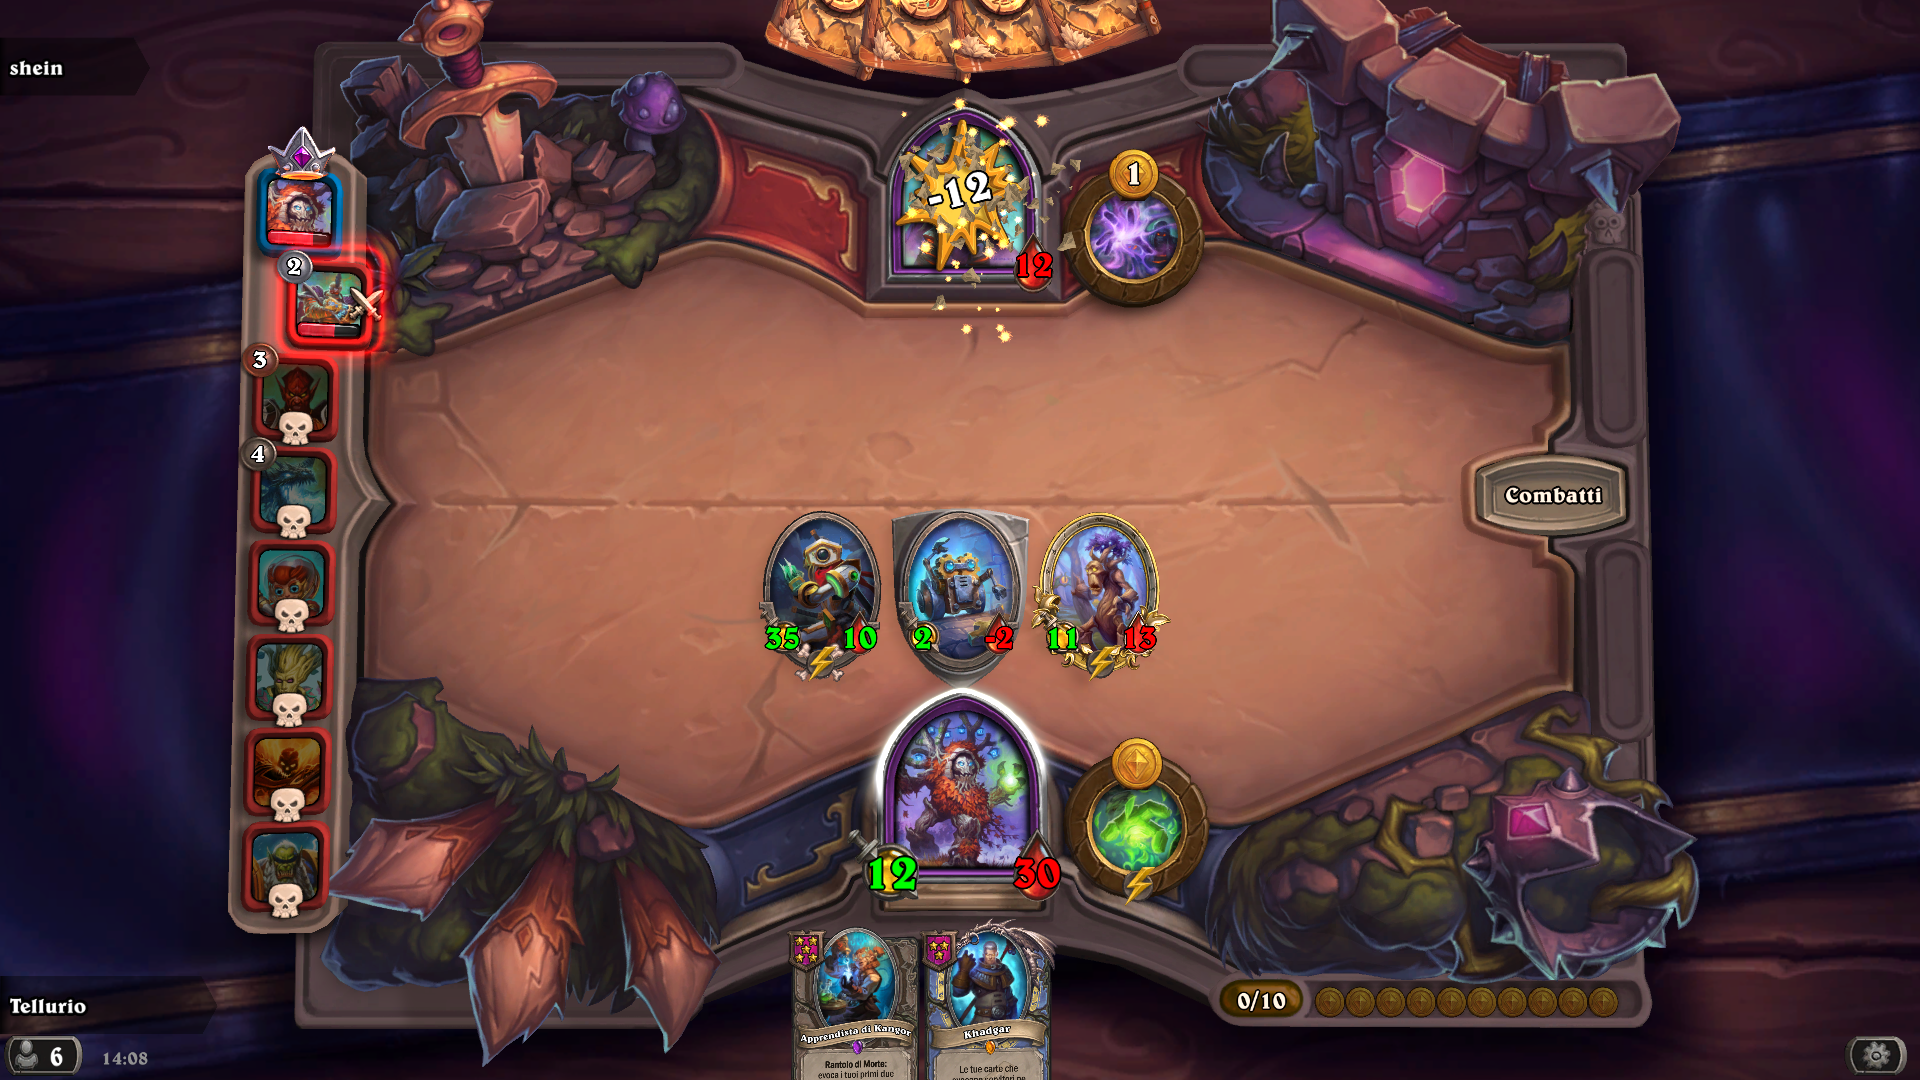 shein
-12
1
12
2
3
4
Combatti
35
10
2
-2
11
13
12
30
Apprendista di Kangor
Rantolo di Morte:
evoca i tuoi primi due
Khadgar
Le tue carte che
0/10
Tellurio
6
14:08